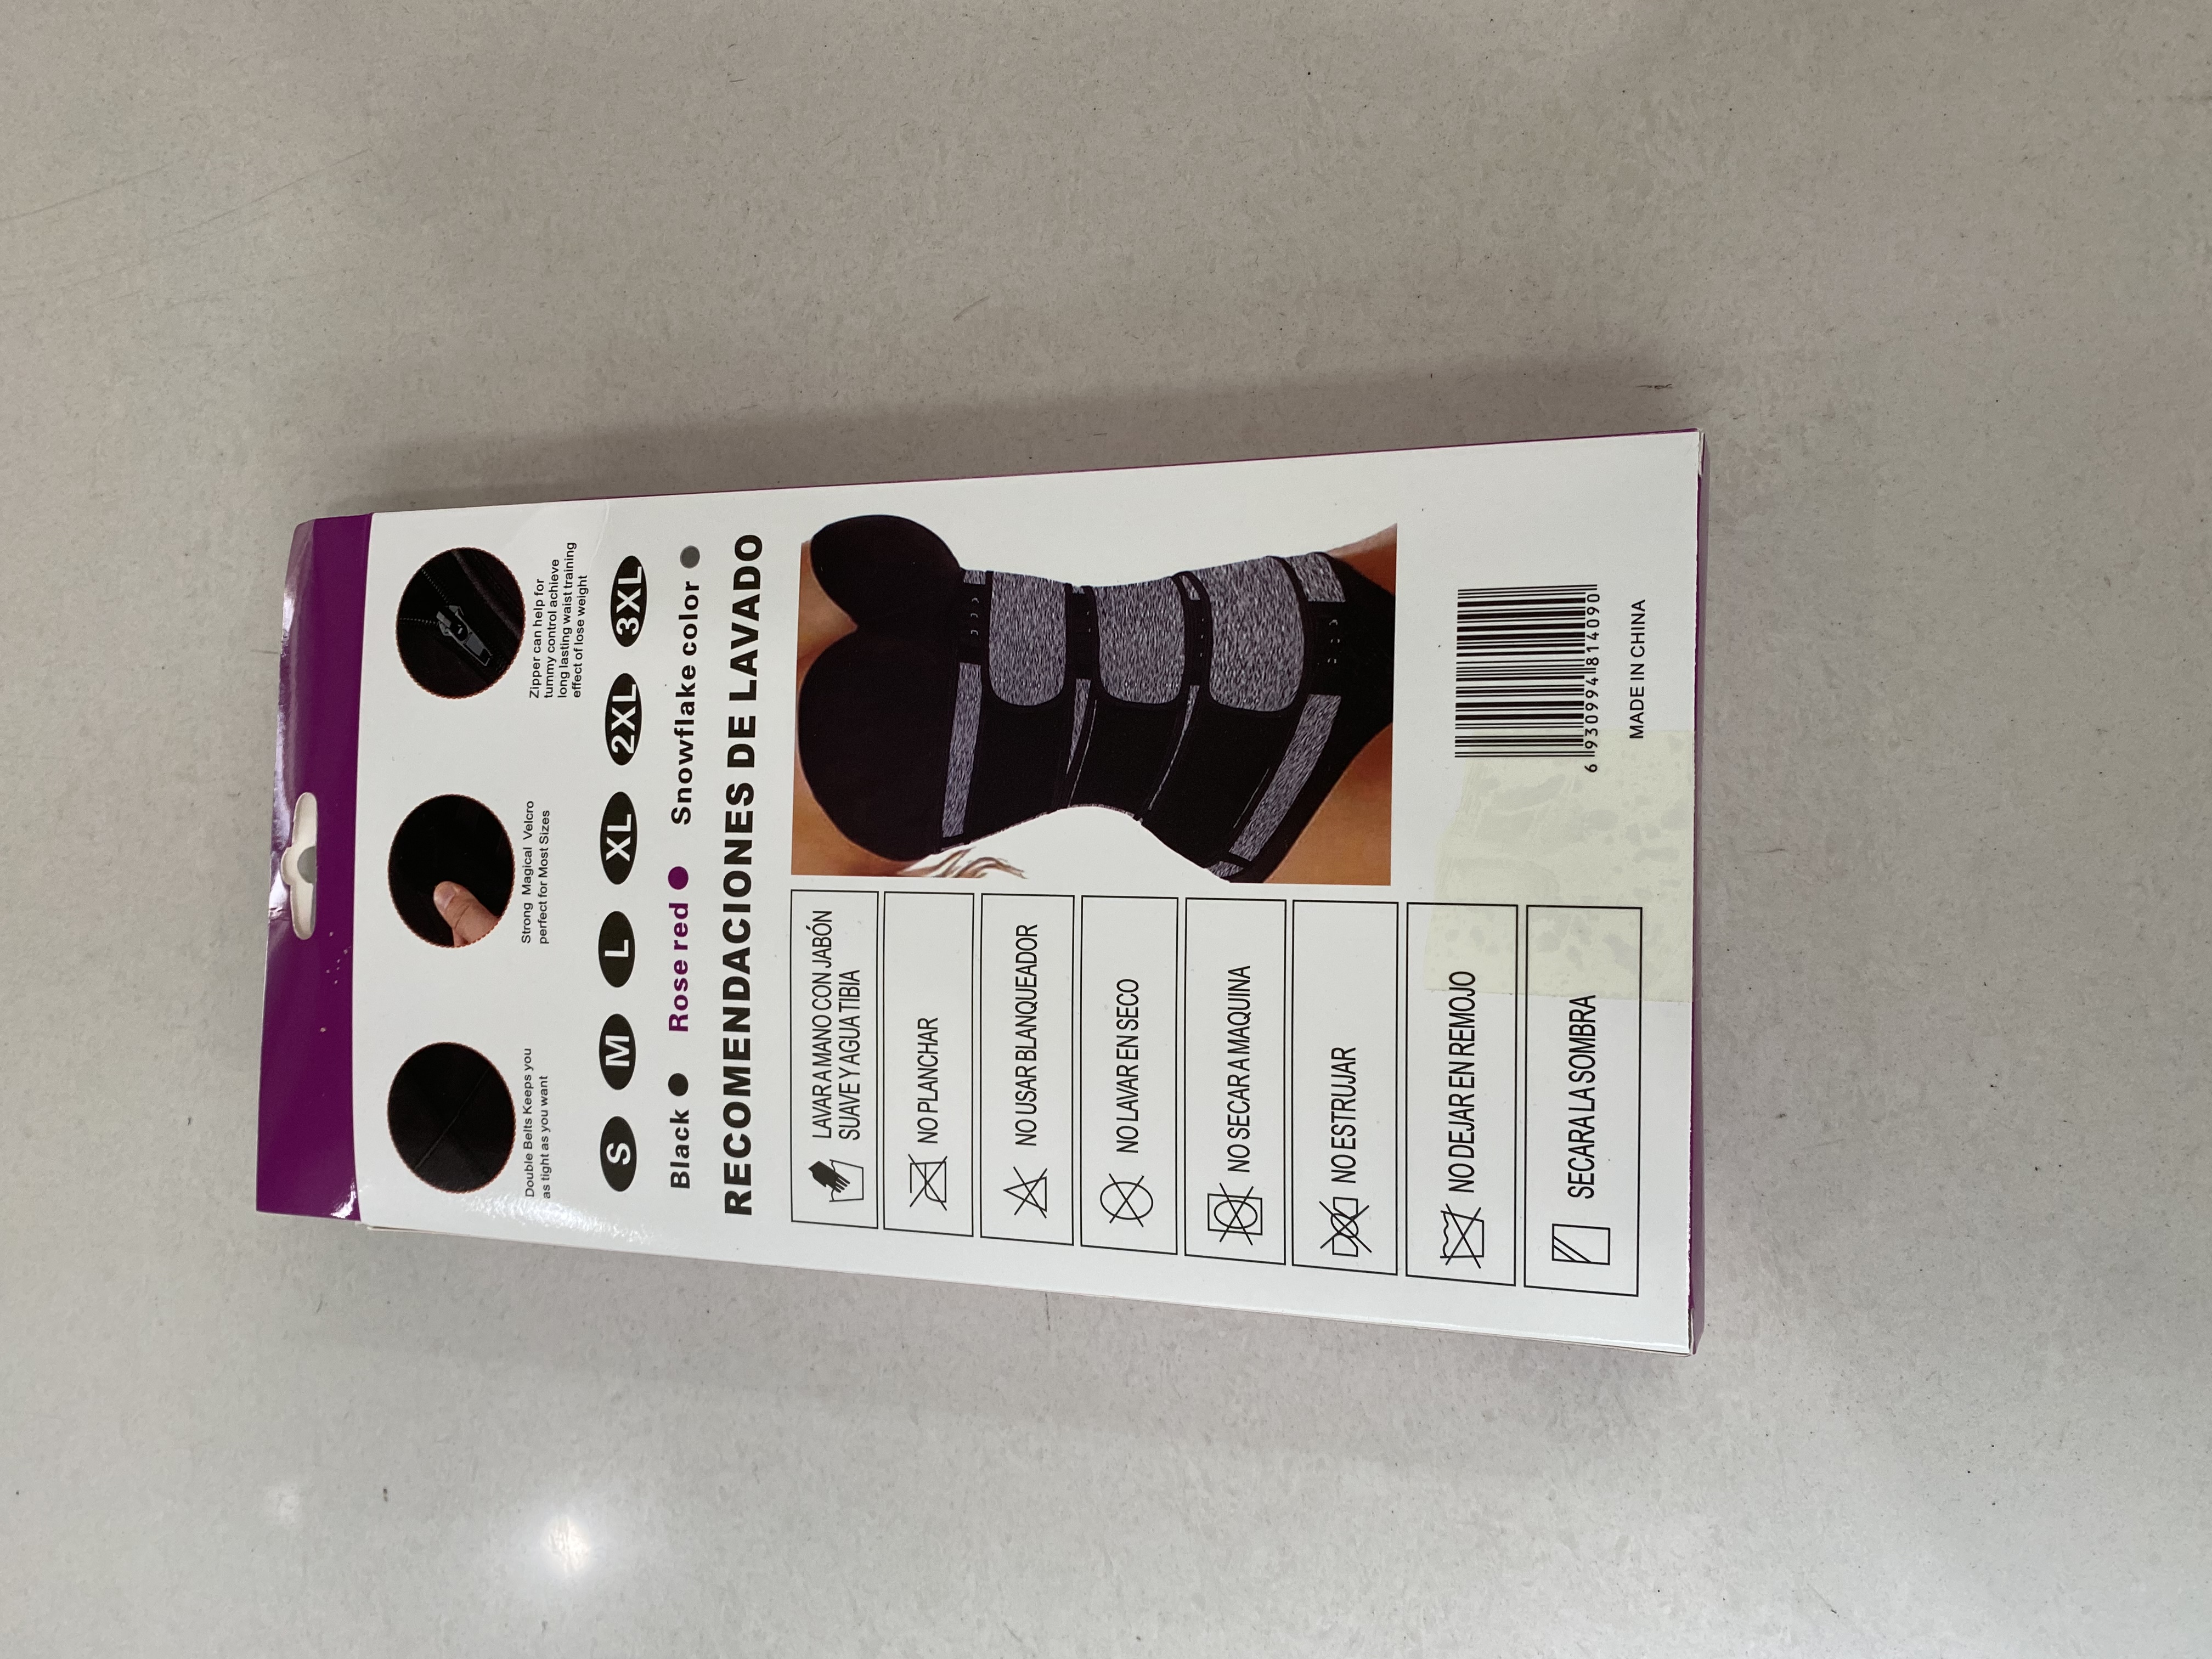 Double Belts Keeps you
as tight as you want
Strong Magical Velcro
perfect for Most Sizes
Zipper can help for
tummy control achieve
long lasting waist training
effect of lose weight
S M L XL 2XL 3XL
Black Rose red Snowflake color
RECOMENDACIONES DE LAVADO
LAVAR A MANO CON JABÓN
SUAVE Y AGUA TIBIA
NO PLANCHAR
NO USAR BLANQUEADOR
NO LAVAR EN SECO
NO SECAR A MAQUINA
NO ESTRUJAR
NO DEJAR EN REMOJO
SECAR A LA SOMBRA
6 930994 814090
MADE IN CHINA